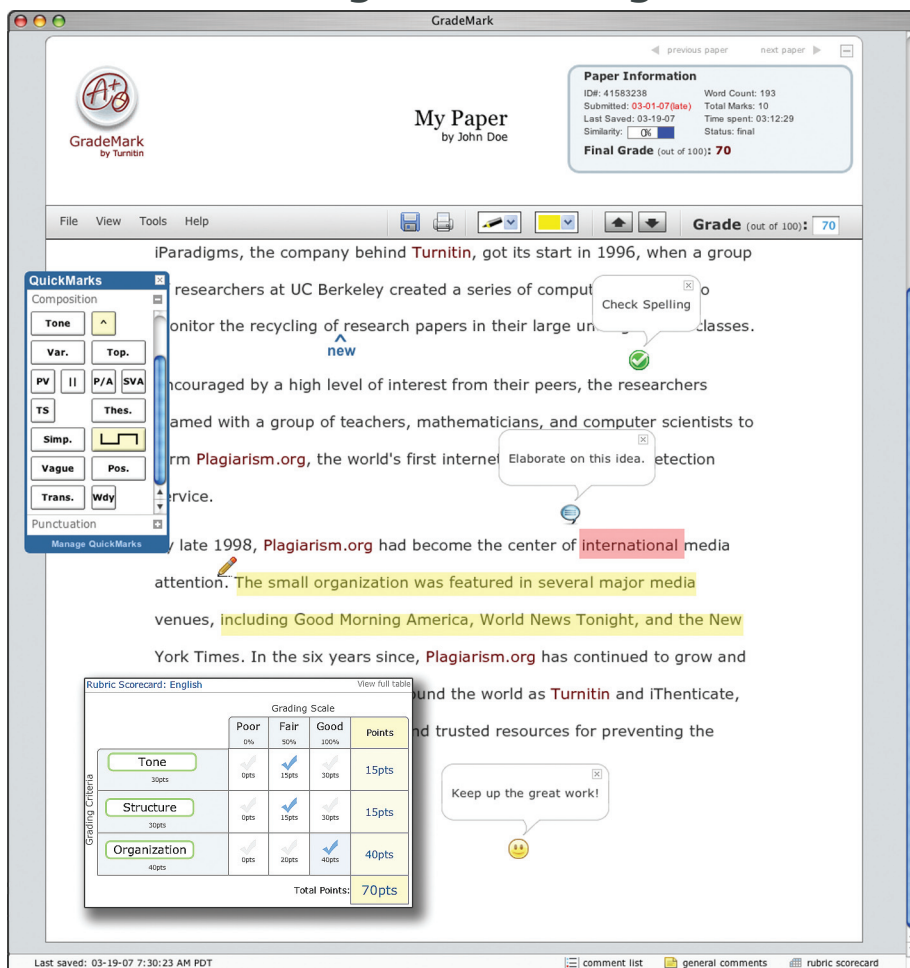 GradeMark
previous paper next paper
A+B
GradeMark
by Turnitin
My Paper
by John Doe
Paper Information
ID#: 41583238 Word Count: 193
Submitted: 03-01-07(late) Total Marks: 10
Last Saved: 03-19-07 Time spent: 03:12:29
Similarity: 0% Status: final
Final Grade (out of 100): 70
File View Tools Help Grade (out of 100): 70
iParadigms, the company behind Turnitin, got its start in 1996, when a group
researchers at UC Berkeley created a series of
monitor the recycling of research papers in their large classes.
^
new
Encouraged by a high level of interest from their peers, the researchers
with a group of teachers, mathematicians, and computer scientists to
Plagiarism.org, the world's first
service.
late 1998, Plagiarism.org had become the center of international media
attention. The small organization was featured in several major media
venues, including Good Morning America, World News Tonight, and the New
York Times. In the six years since, Plagiarism.org has continued to grow and
the world as Turnitin and iThenticate,
trusted resources for preventing the
Check Spelling
Elaborate on this idea.
Keep up the great work!
QuickMarks
Composition
Tone ^
Var. Top.
PV || P/A SVA
TS Thes.
Simp.
Vague Pos.
Trans. Wdy
Punctuation
Manage QuickMarks
Rubric Scorecard: English View full table
Grading Scale
Poor Fair Good Points
0% 50% 100%
Grading Criteria
Tone
30pts
0pts 15pts 30pts 15pts
Structure
30pts
0pts 15pts 30pts 15pts
Organization
40pts
0pts 20pts 40pts 40pts
Total Points: 70pts
Last saved: 03-19-07 7:30:23 AM PDT comment list general comments rubric scorecard